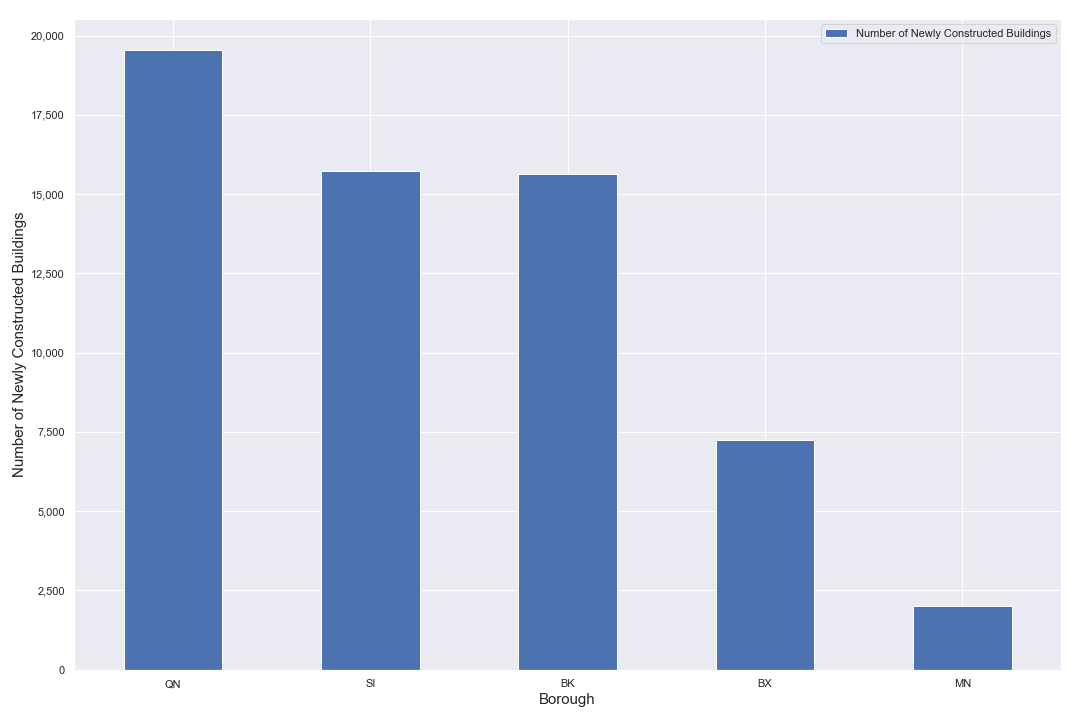 Number of Newly Constructed Buildings
20,000
17,500
15,000
12,500
10,000
7,500
5,000
2,500
0
Number of Newly Constructed Buildings
QN SI BK BX MN
Borough